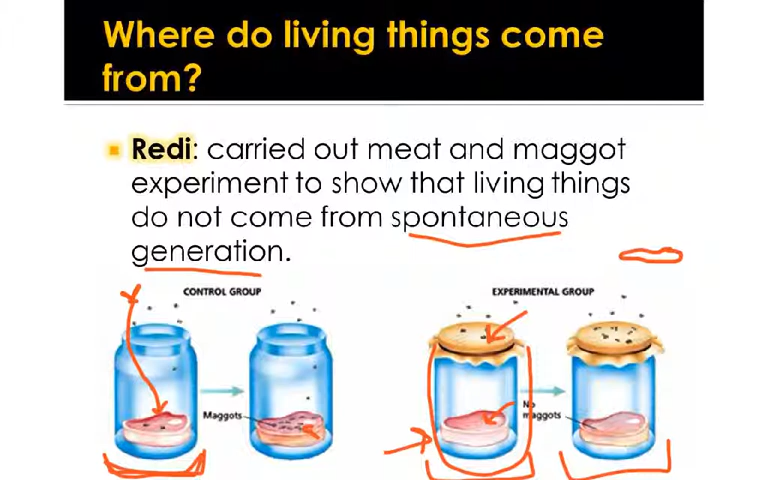 Where do living things come
from?
Redi: carried out meat and maggot
experiment to show that living things
do not come from spontaneous
generation.
CONTROL GROUP
EXPERIMENTAL GROUP
Maggots
No
maggots